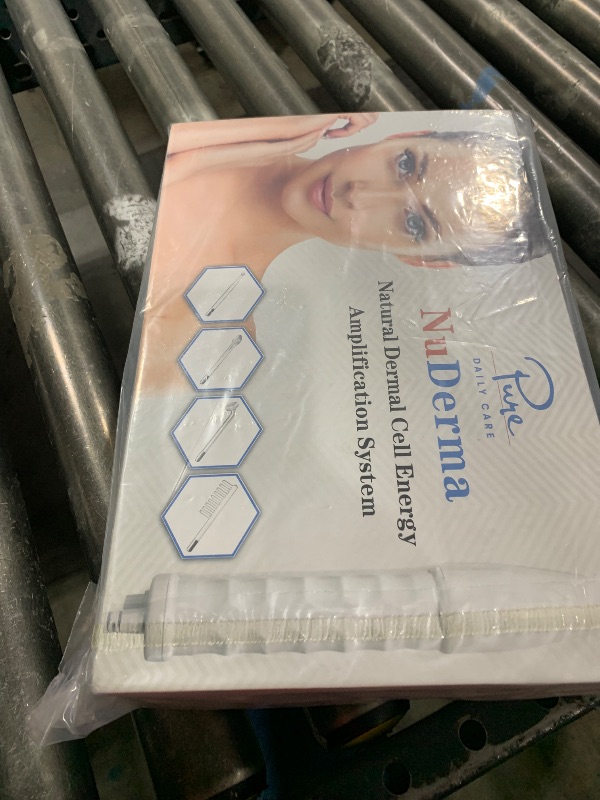 Pure
DAILY CARE
NuDerma
Natural Dermal Cell Energy
Amplification System